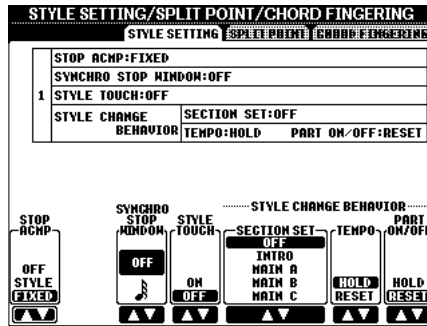 STYLE SETTING/SPLIT POINT/CHORD FINGERING
STYLE SETTING SPLIT POINT CHORD FINGERING
STOP ACMP:FIXED
SYNCHRO STOP WINDOW:OFF
1 STYLE TOUCH:OFF
STYLE CHANGE BEHAVIOR SECTION SET:OFF
TEMPO:HOLD PART ON/OFF:RESET
STYLE CHANGE BEHAVIOR
STOP ACMP
OFF
STYLE
FIXED
SYNCHRO STOP WINDOW
OFF
STYLE TOUCH
ON
OFF
SECTION SET
OFF
INTRO
MAIN A
MAIN B
MAIN C
TEMPO
HOLD
RESET
PART ON/OFF
HOLD
RESET